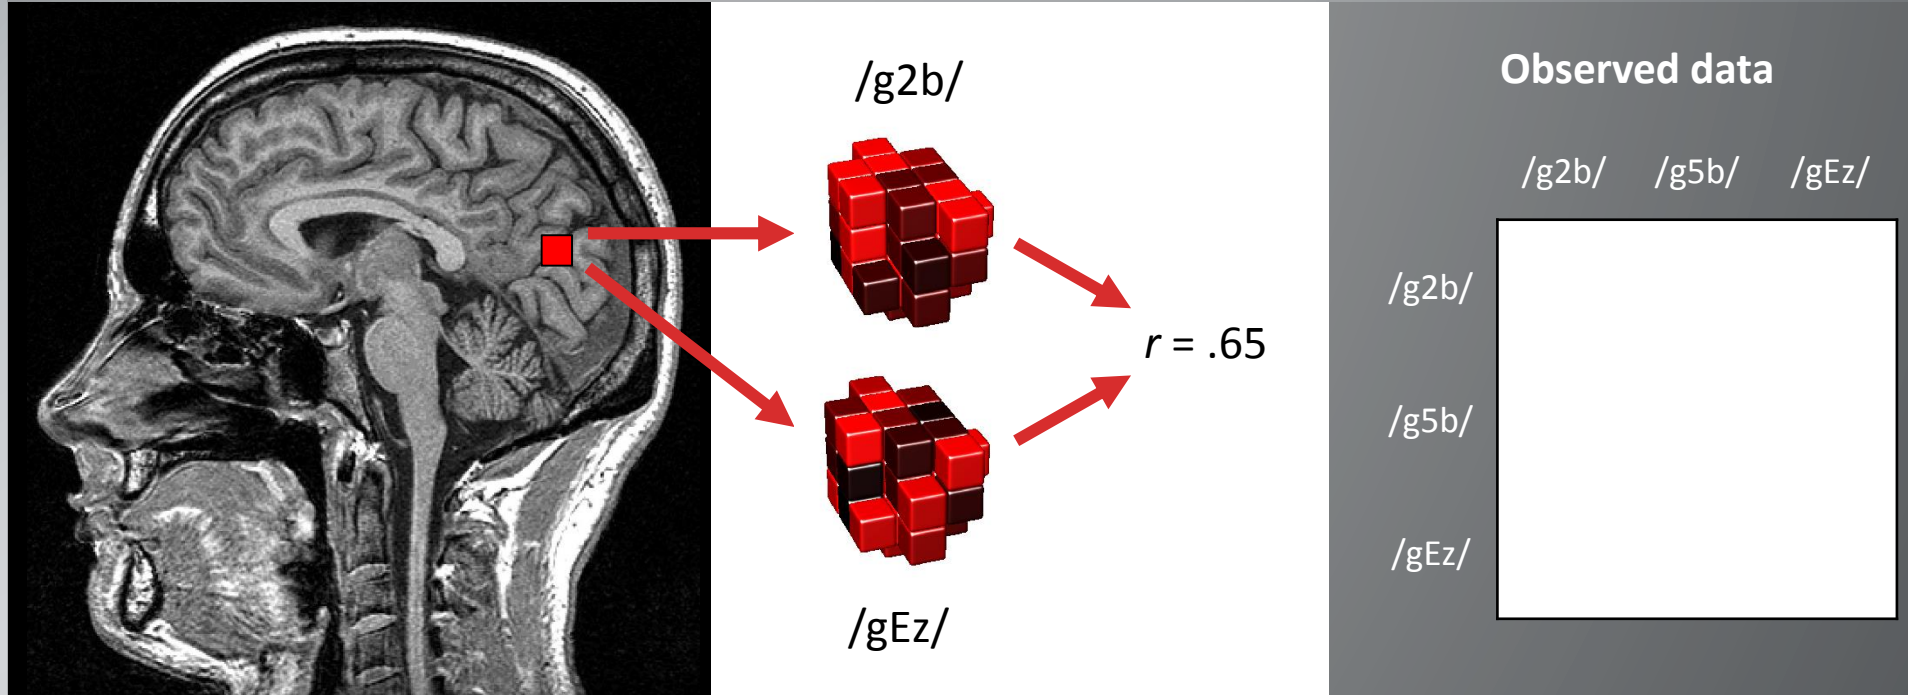 /g2b/
r = .65
/gEz/
Observed data
/g2b/ /g5b/ /gEz/
/g2b/
/g5b/
/gEz/